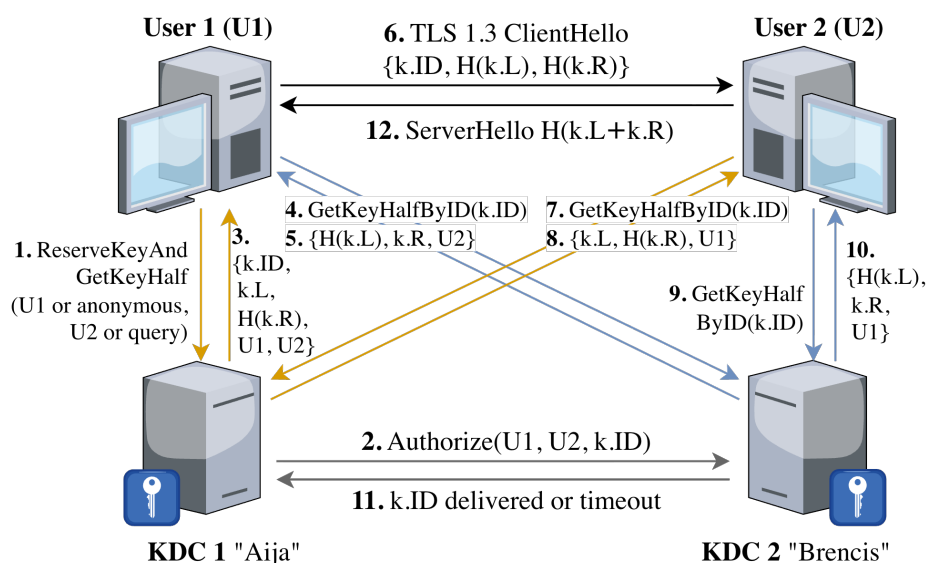 User 1 (U1)
User 2 (U2)
6. TLS 1.3 ClientHello
{k.ID, H(k.L), H(k.R)}
12. ServerHello H(k.L+k.R)
4. GetKeyHalfByID(k.ID)
5. {H(k.L), k.R, U2}
7. GetKeyHalfByID(k.ID)
8. {k.L, H(k.R), U1}
1. ReserveKeyAnd
GetKeyHalf
(U1 or anonymous,
U2 or query)
3.
{k.ID,
k.L,
H(k.R),
U1, U2}
9. GetKeyHalf
ByID(k.ID)
10.
{H(k.L),
k.R,
U1}
2. Authorize(U1, U2, k.ID)
11. k.ID delivered or timeout
KDC 1 "Aija"
KDC 2 "Brencis"